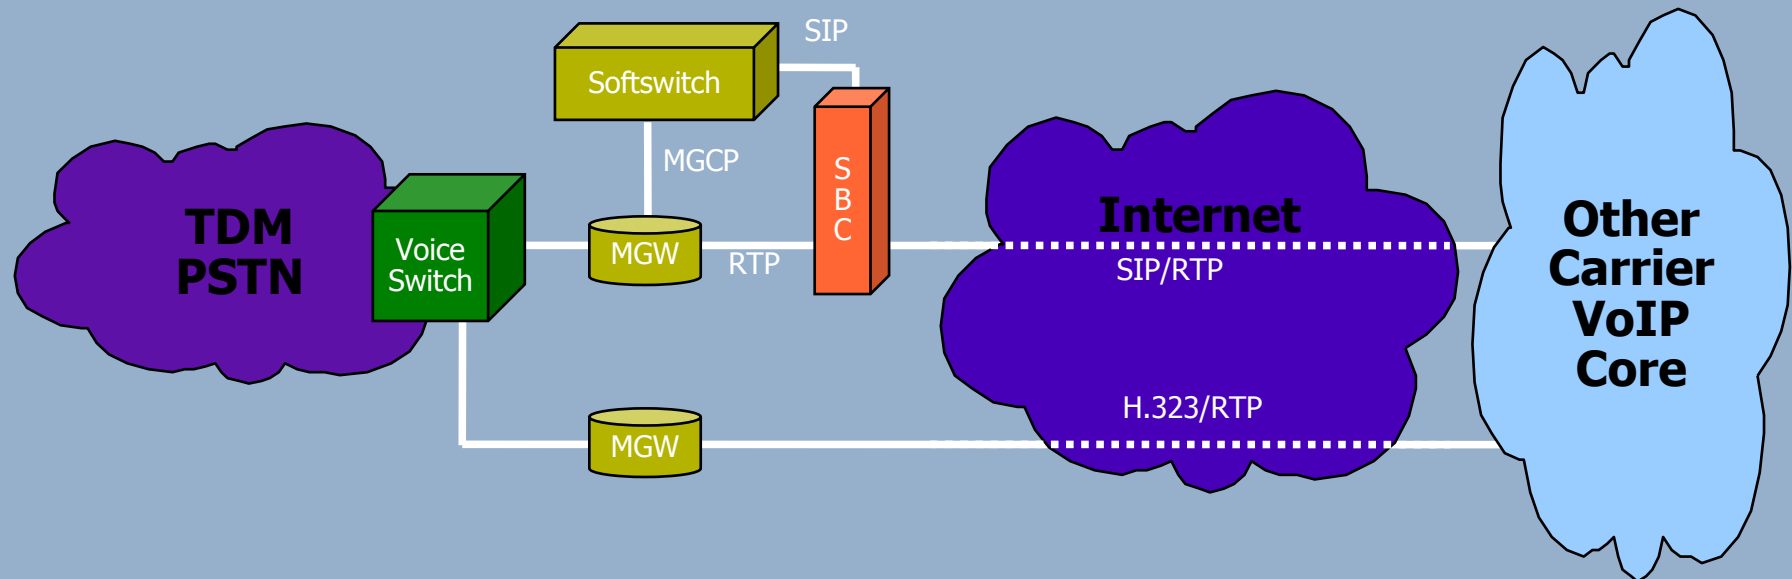 SIP
Softswitch
MGCP
S
B
C
TDM
PSTN
Voice
Switch
MGW
RTP
Internet
SIP/RTP
Other
Carrier
VoIP
Core
H.323/RTP
MGW